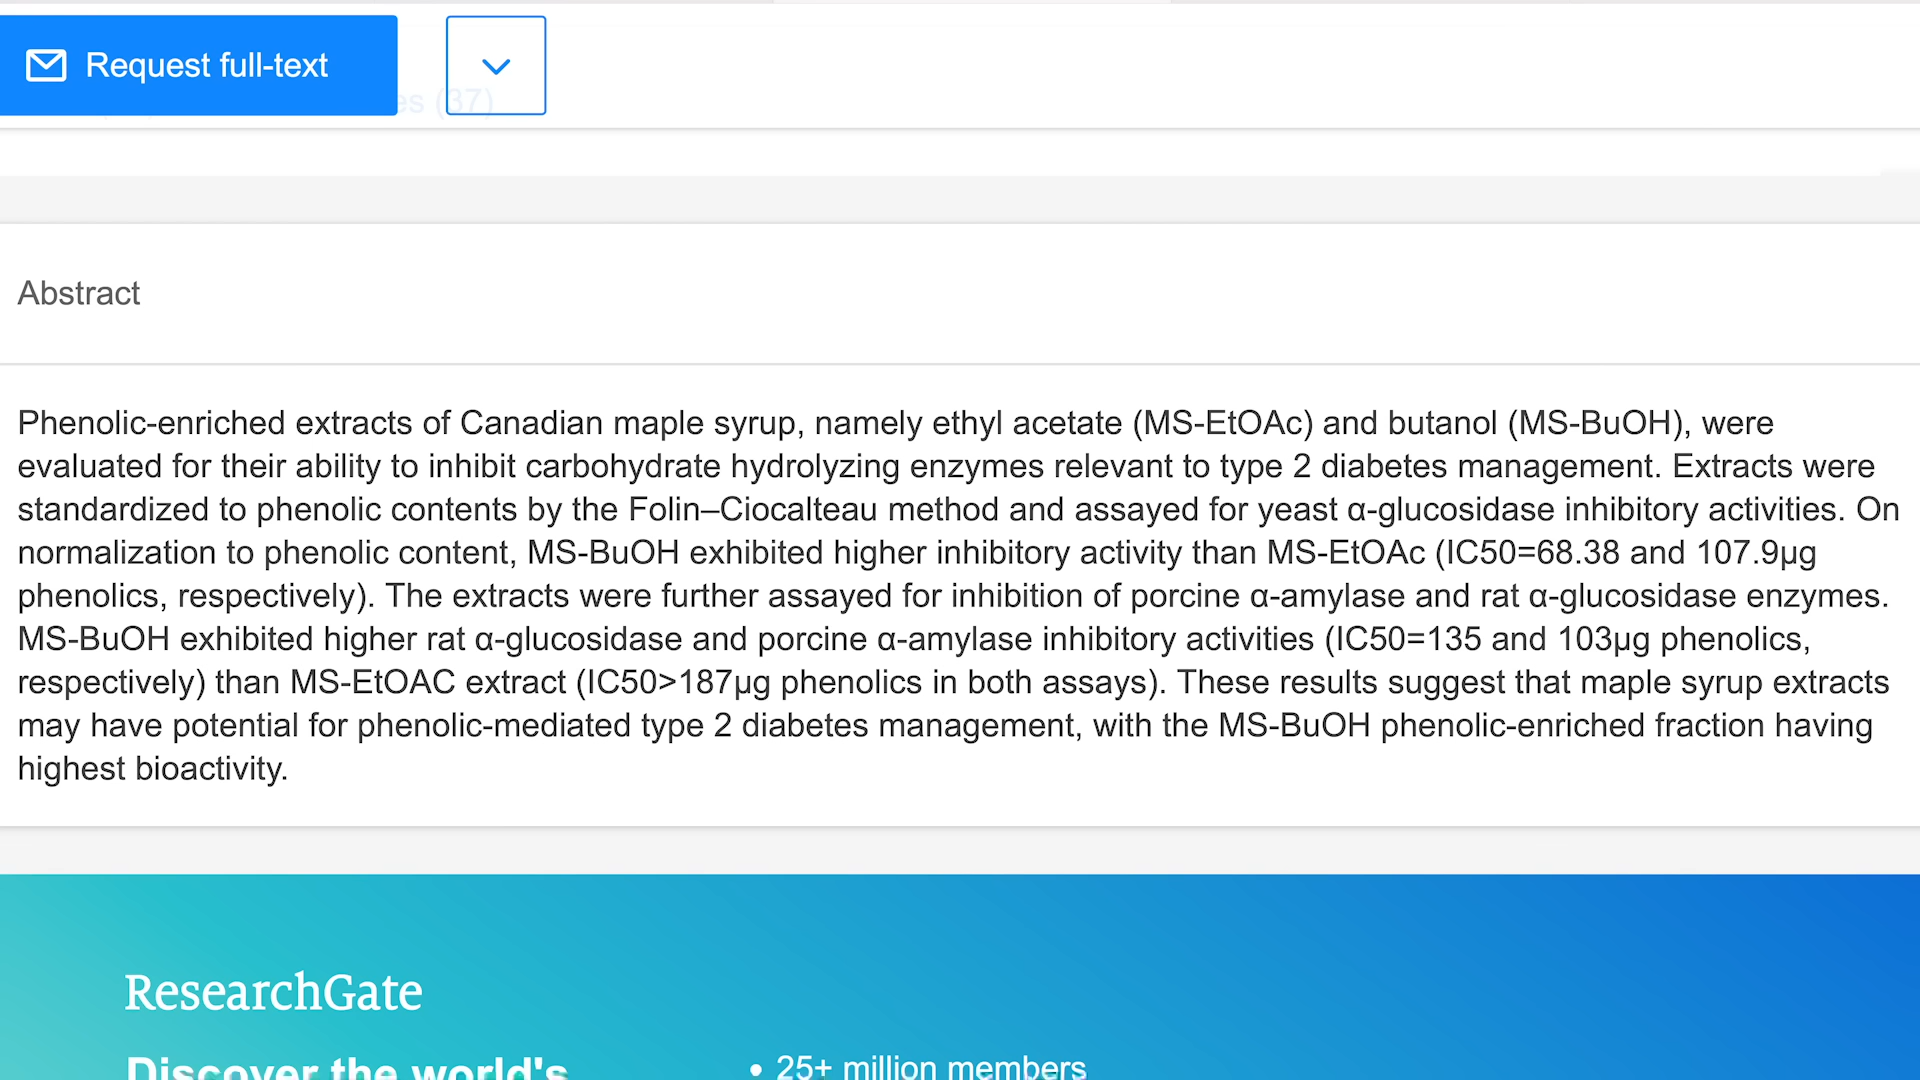 Request full-text
es (37)
Abstract
Phenolic-enriched extracts of Canadian maple syrup, namely ethyl acetate (MS-EtOAc) and butanol (MS-BuOH), were
evaluated for their ability to inhibit carbohydrate hydrolyzing enzymes relevant to type 2 diabetes management. Extracts were
standardized to phenolic contents by the Folin–Ciocalteau method and assayed for yeast α-glucosidase inhibitory activities. On
normalization to phenolic content, MS-BuOH exhibited higher inhibitory activity than MS-EtOAc (IC50=68.38 and 107.9μg
phenolics, respectively). The extracts were further assayed for inhibition of porcine α-amylase and rat α-glucosidase enzymes.
MS-BuOH exhibited higher rat α-glucosidase and porcine α-amylase inhibitory activities (IC50=135 and 103μg phenolics,
respectively) than MS-EtOAC extract (IC50>187μg phenolics in both assays). These results suggest that maple syrup extracts
may have potential for phenolic-mediated type 2 diabetes management, with the MS-BuOH phenolic-enriched fraction having
highest bioactivity.
ResearchGate
Discover the world's
• 25+ million members